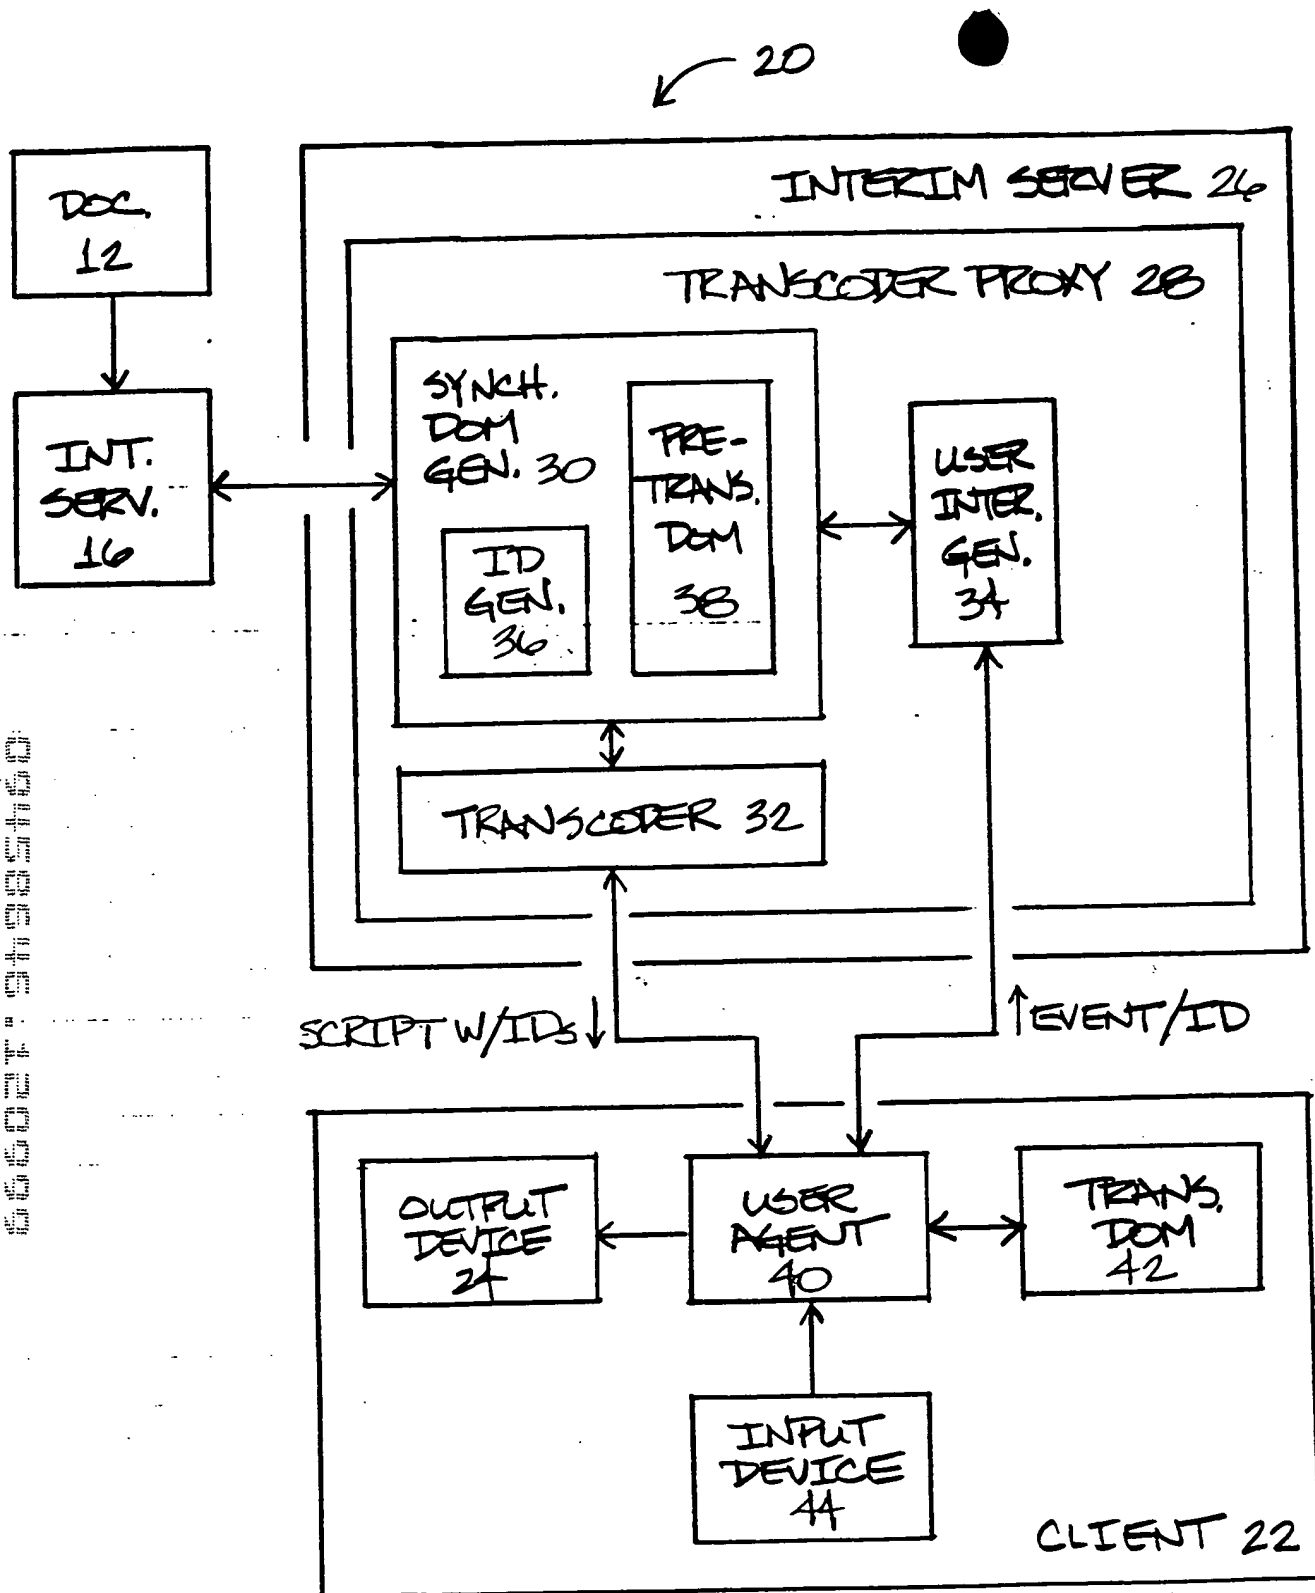 20
DOC.
12
INTERIM SERVER 26
TRANSCODER PROXY 28
INT.
SERV.
16
SYNCH.
DOM
GEN. 30
ID
GEN.
36
PRE-
TRANS.
DOM
38
USER
INTER.
GEN.
34
TRANSCODER 32
SCRIPT W/IDs
EVENT/ID
OUTPUT
DEVICE
24
USER
AGENT
40
TRANS.
DOM
42
INPUT
DEVICE
44
CLIENT 22